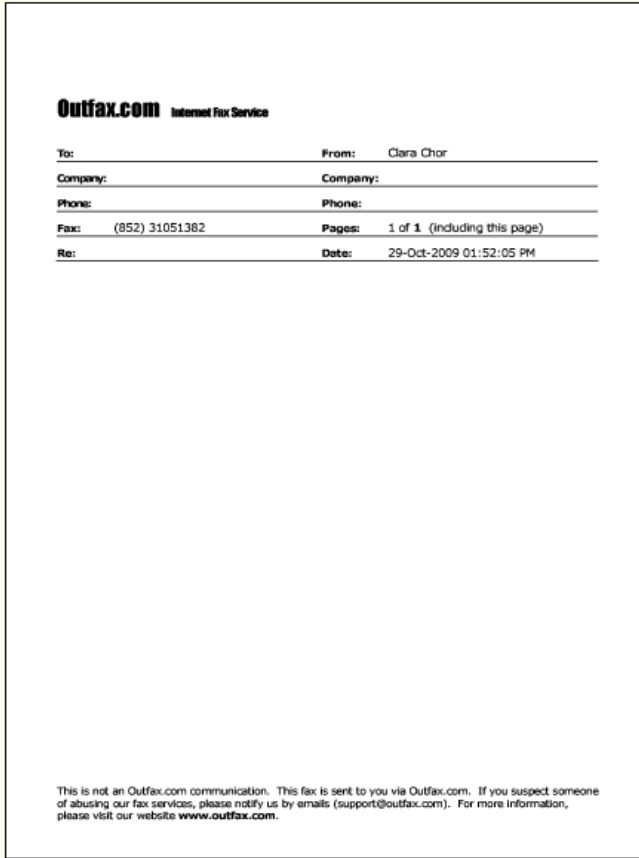 Outfax.com Internet Fax Service
To: From: Clara Chor
Company: Company:
Phone: Phone:
Fax: (852) 31051382 Pages: 1 of 1 (including this page)
Re: Date: 29-Oct-2009 01:52:05 PM
This is not an Outfax.com communication. This fax is sent to you via Outfax.com. If you suspect someone
of abusing our fax services, please notify us by emails (support@outfax.com). For more information,
please visit our website www.outfax.com.